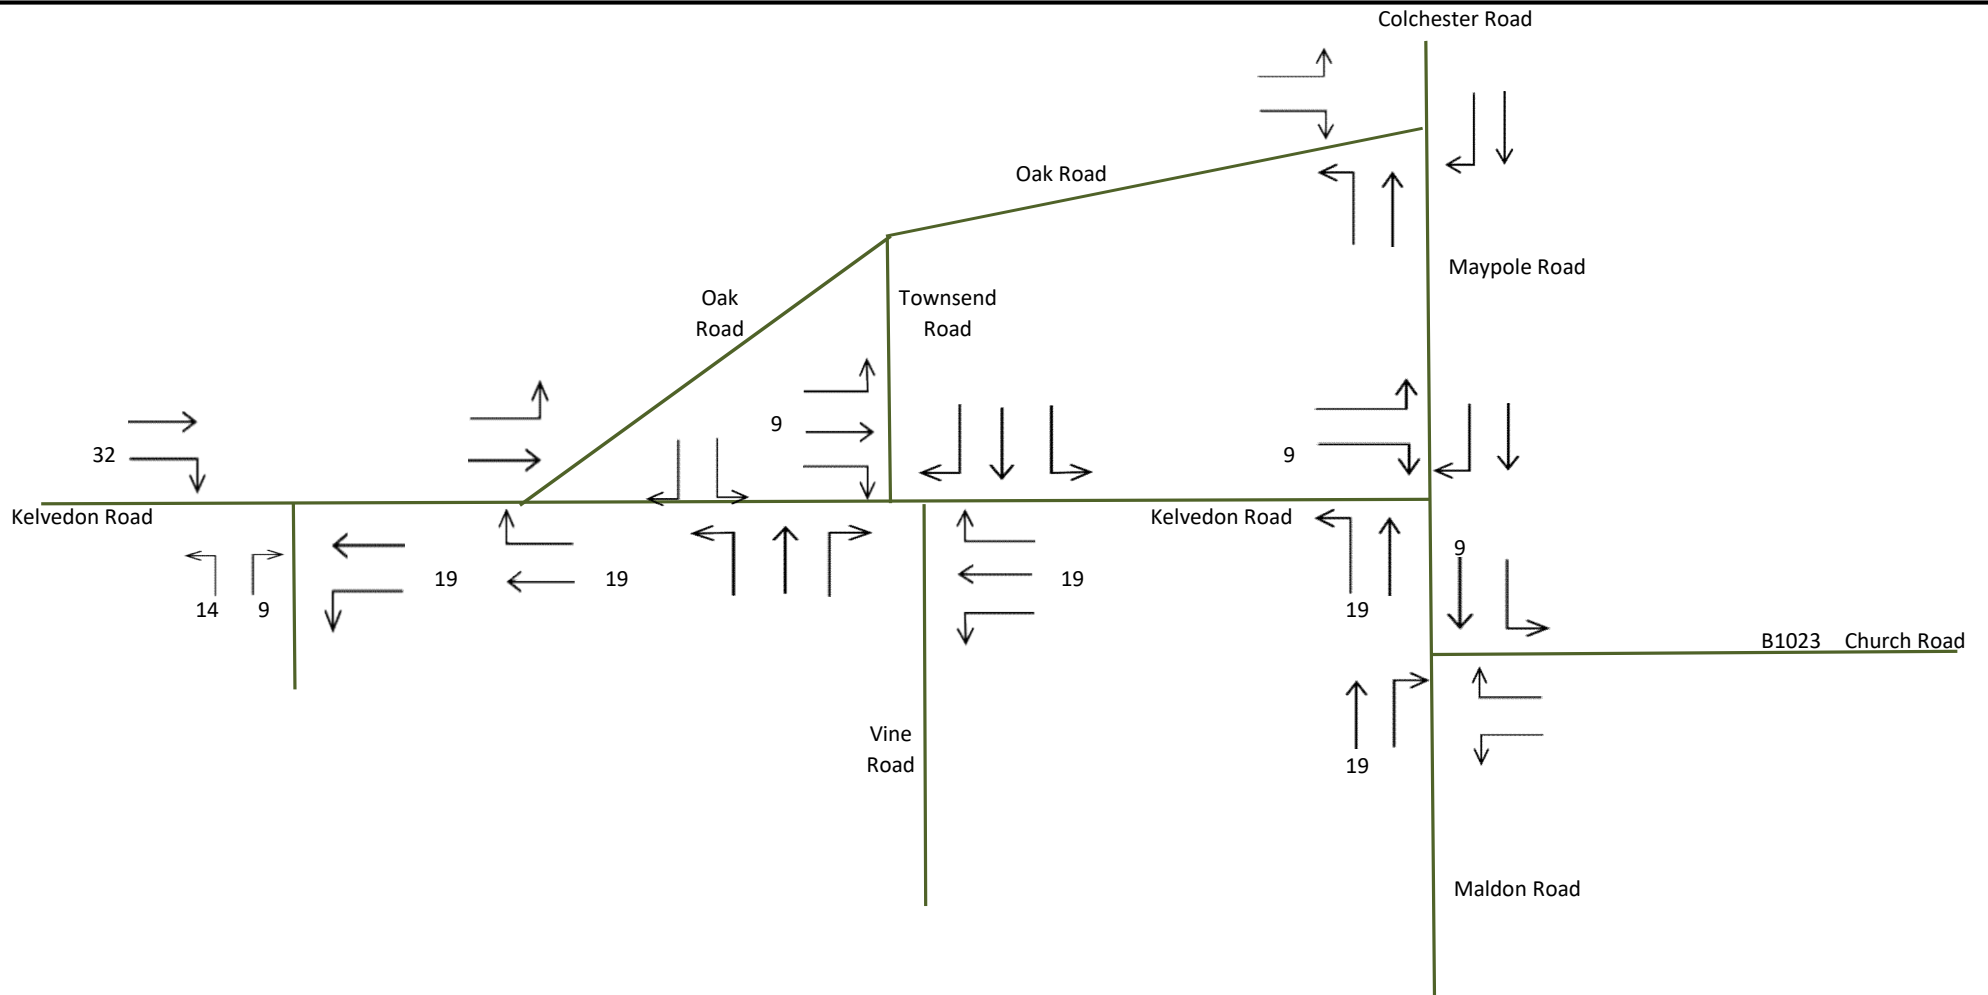 Colchester Road
Oak Road
Maypole Road
Oak
Road
Townsend
Road
9
32
9
Kelvedon Road
Kelvedon Road
9
19
19
19
14
9
19
B1023
Church Road
Vine
Road
19
Maldon Road